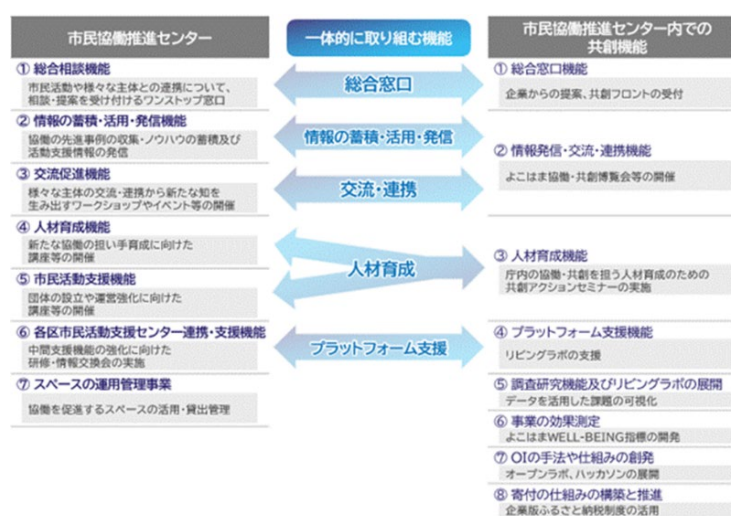 市民協働推進センター
① 総合相談機能
市民活動や様々な主体との連携について、
相談・提案を受け付けるワンストップ窓口
② 情報の蓄積・活用・発信機能
協働の先進事例の収集・ノウハウの蓄積及び
活動支援情報の発信
③ 交流促進機能
様々な主体の交流・連携から新たな知を
生み出すワークショップやイベント等の開催
④ 人材育成機能
新たな協働の担い手育成に向けた
講座等の開催
⑤ 市民活動支援機能
団体の設立や運営強化に向けた
講座等の開催
⑥ 各区市民活動支援センター連携・支援機能
中間支援機能の強化に向けた
研修・情報交換会の実施
⑦ スペースの運用管理事業
協働を促進するスペースの活用・貸出管理
一体的に取り組む機能
総合窓口
情報の蓄積・活用・発信
交流・連携
人材育成
プラットフォーム支援
市民協働推進センター内での
共創機能
① 総合窓口機能
企業からの提案、共創フロントの受付
② 情報発信・交流・連携機能
よこはま協働・共創博覧会等の開催
③ 人材育成機能
庁内の協働・共創を担う人材育成のための
共創アクションセミナーの実施
④ プラットフォーム支援機能
リビングラボの支援
⑤ 調査研究機能及びリビングラボの展開
データを活用した課題の可視化
⑥ 事業の効果測定
よこはまWELL-BEING指標の開発
⑦ OIの手法や仕組みの創発
オープンラボ、ハッカソンの展開
⑧ 寄付の仕組みの構築と推進
企業版ふるさと納税制度の活用